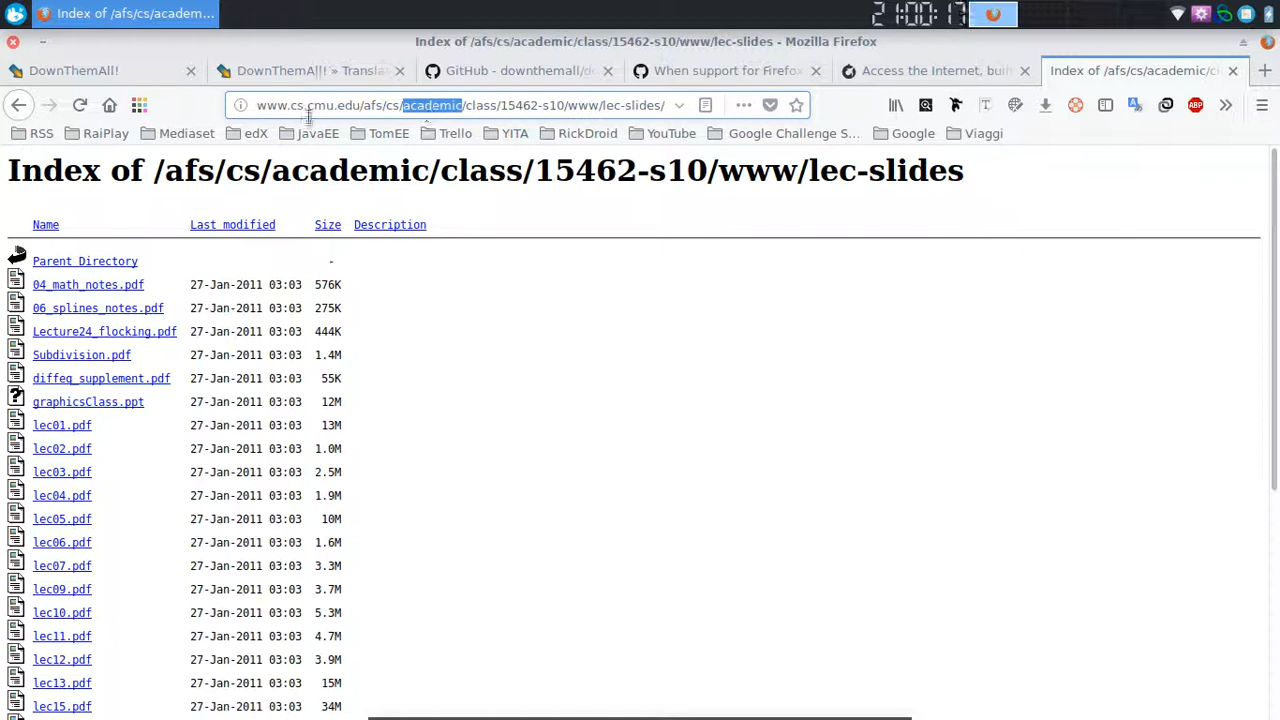 Index of /afs/cs/academ...
21:00:17
Index of /afs/cs/academic/class/15462-s10/www/lec-slides - Mozilla Firefox
DownThemAll!
DownThemAll! » Transla
GitHub - downthemall/d
When support for Firefox
Access the Internet, built
Index of /afs/cs/academic/c
www.cs.cmu.edu/afs/cs/academic/class/15462-s10/www/lec-slides/
ABP
RSS RaiPlay Mediaset edX JavaEE TomEE Trello YITA RickDroid YouTube Google Challenge S... Google Viaggi
Index of /afs/cs/academic/class/15462-s10/www/lec-slides
Name Last modified Size Description
Parent Directory -
04_math_notes.pdf 27-Jan-2011 03:03 576K
06_splines_notes.pdf 27-Jan-2011 03:03 275K
Lecture24_flocking.pdf 27-Jan-2011 03:03 444K
Subdivision.pdf 27-Jan-2011 03:03 1.4M
diffeq_supplement.pdf 27-Jan-2011 03:03 55K
graphicsClass.ppt 27-Jan-2011 03:03 12M
lec01.pdf 27-Jan-2011 03:03 13M
lec02.pdf 27-Jan-2011 03:03 1.0M
lec03.pdf 27-Jan-2011 03:03 2.5M
lec04.pdf 27-Jan-2011 03:03 1.9M
lec05.pdf 27-Jan-2011 03:03 10M
lec06.pdf 27-Jan-2011 03:03 1.6M
lec07.pdf 27-Jan-2011 03:03 3.3M
lec09.pdf 27-Jan-2011 03:03 3.7M
lec10.pdf 27-Jan-2011 03:03 5.3M
lec11.pdf 27-Jan-2011 03:03 4.7M
lec12.pdf 27-Jan-2011 03:03 3.9M
lec13.pdf 27-Jan-2011 03:03 15M
lec15.pdf 27-Jan-2011 03:03 34M